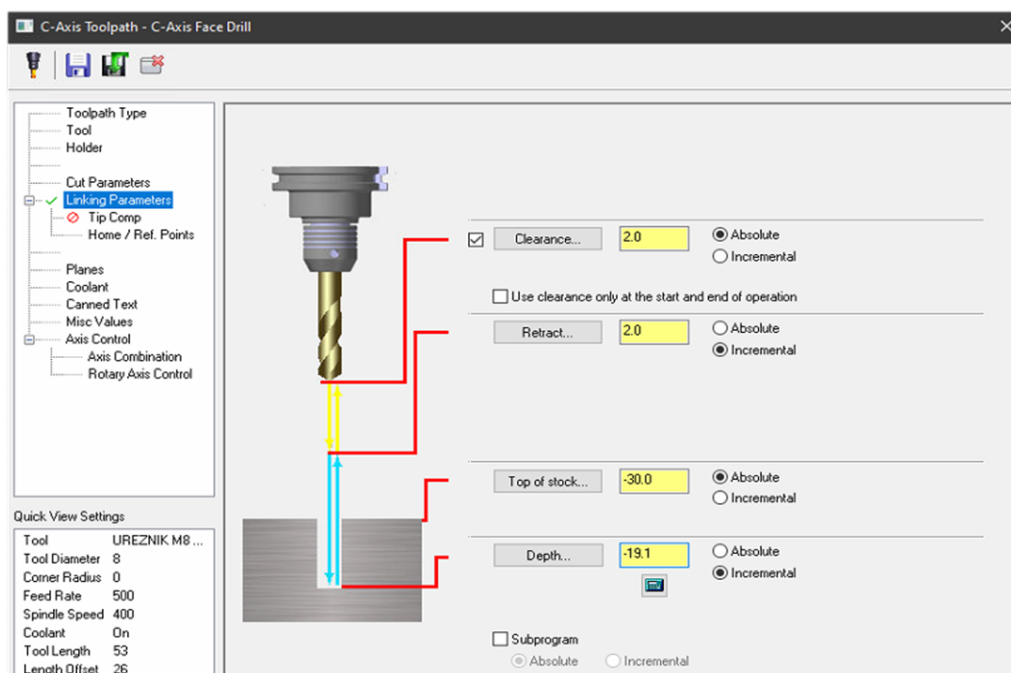 C-Axis Toolpath - C-Axis Face Drill
Toolpath Type
Tool
Holder
Cut Parameters
Linking Parameters
Tip Comp
Home / Ref. Points
Planes
Coolant
Canned Text
Misc Values
Axis Control
Axis Combination
Rotary Axis Control
Quick View Settings
Tool UREZNIK M8 ...
Tool Diameter 8
Corner Radius 0
Feed Rate 500
Spindle Speed 400
Coolant On
Tool Length 53
Length Offset 26
Clearance... 2.0 Absolute
Incremental
Use clearance only at the start and end of operation
Retract... 2.0 Absolute
Incremental
Top of stock... -30.0 Absolute
Incremental
Depth... -19.1 Absolute
Incremental
Subprogram
Absolute Incremental